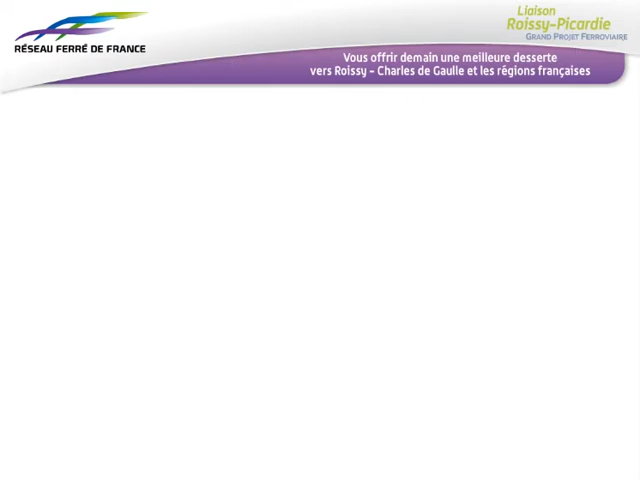 RÉSEAU FERRÉ DE FRANCE
Liaison
Roissy-Picardie
GRAND PROJET FERROVIAIRE
Vous offrir demain une meilleure desserte
vers Roissy - Charles de Gaulle et les régions françaises